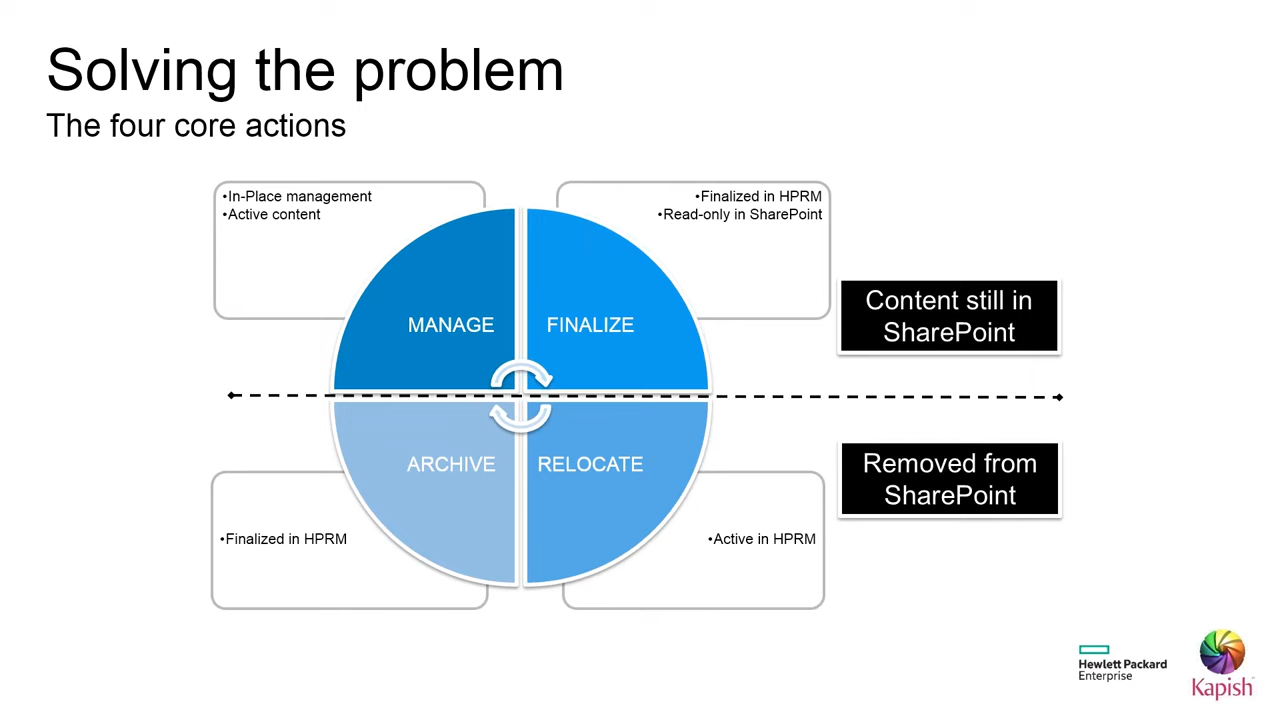 Solving the problem
The four core actions
•In-Place management
•Active content
•Finalized in HPRM
•Read-only in SharePoint
MANAGE
FINALIZE
Content still in
SharePoint
ARCHIVE
RELOCATE
Removed from
SharePoint
•Finalized in HPRM
•Active in HPRM
Hewlett Packard
Enterprise
Kapish